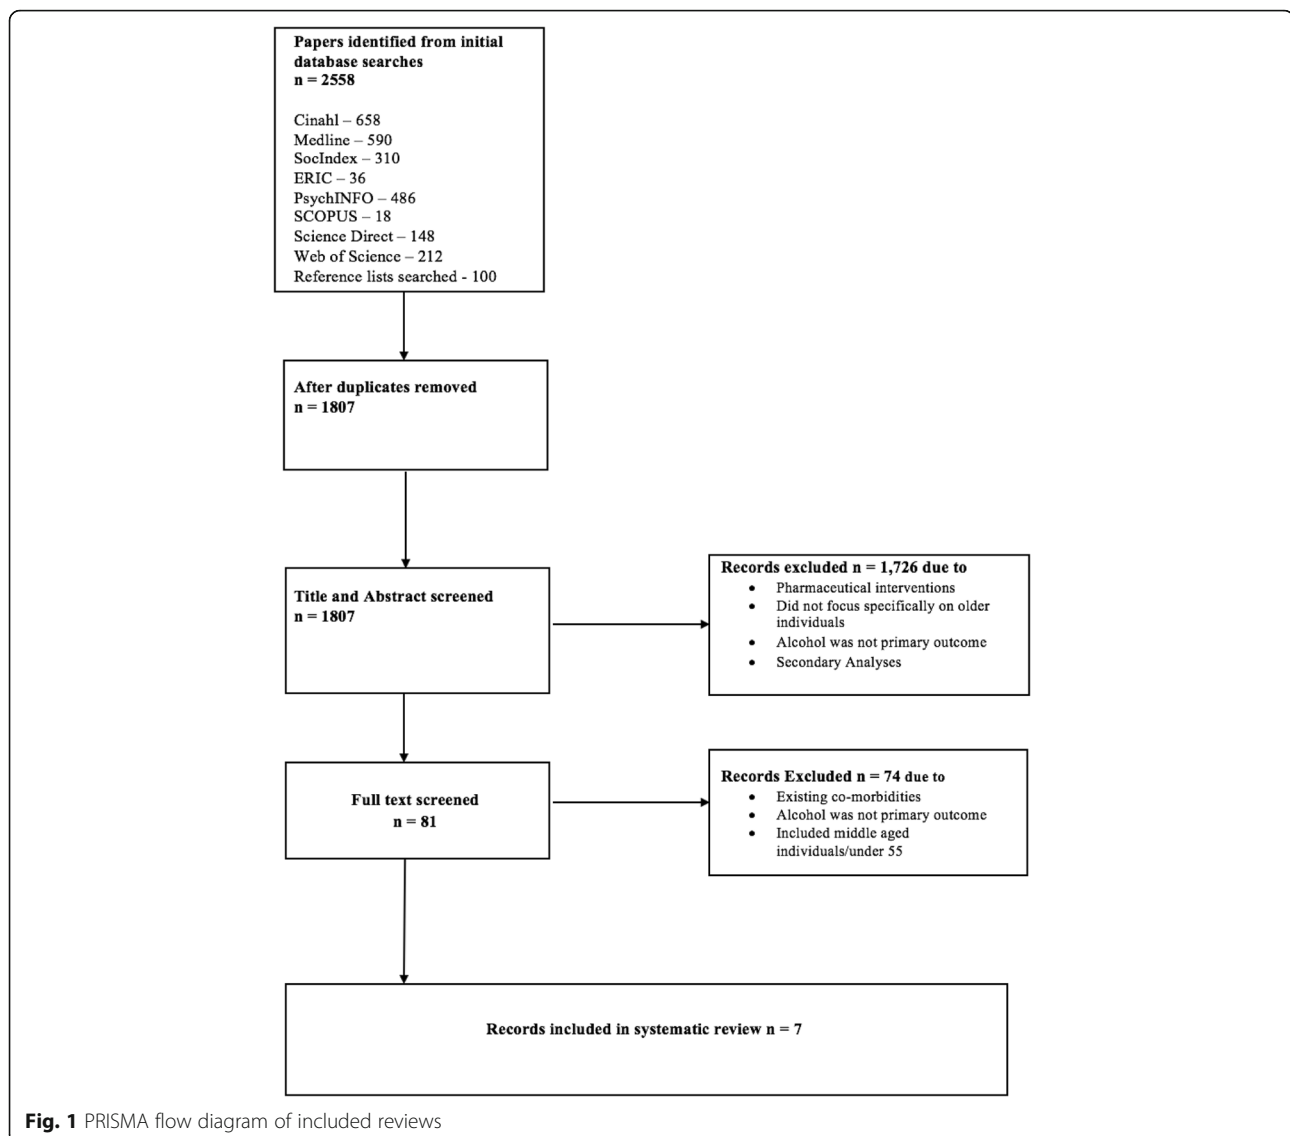 Papers identified from initial
database searches
n = 2558
Cinahl – 658
Medline – 590
SocIndex – 310
ERIC – 36
PsychINFO – 486
SCOPUS – 18
Science Direct – 148
Web of Science – 212
Reference lists searched - 100
After duplicates removed
n = 1807
Title and Abstract screened
n = 1807
Records excluded n = 1,726 due to
• Pharmaceutical interventions
• Did not focus specifically on older
individuals
• Alcohol was not primary outcome
• Secondary Analyses
Full text screened
n = 81
Records Excluded n = 74 due to
• Existing co-morbidities
• Alcohol was not primary outcome
• Included middle aged
individuals/under 55
Records included in systematic review n = 7
Fig. 1 PRISMA flow diagram of included reviews